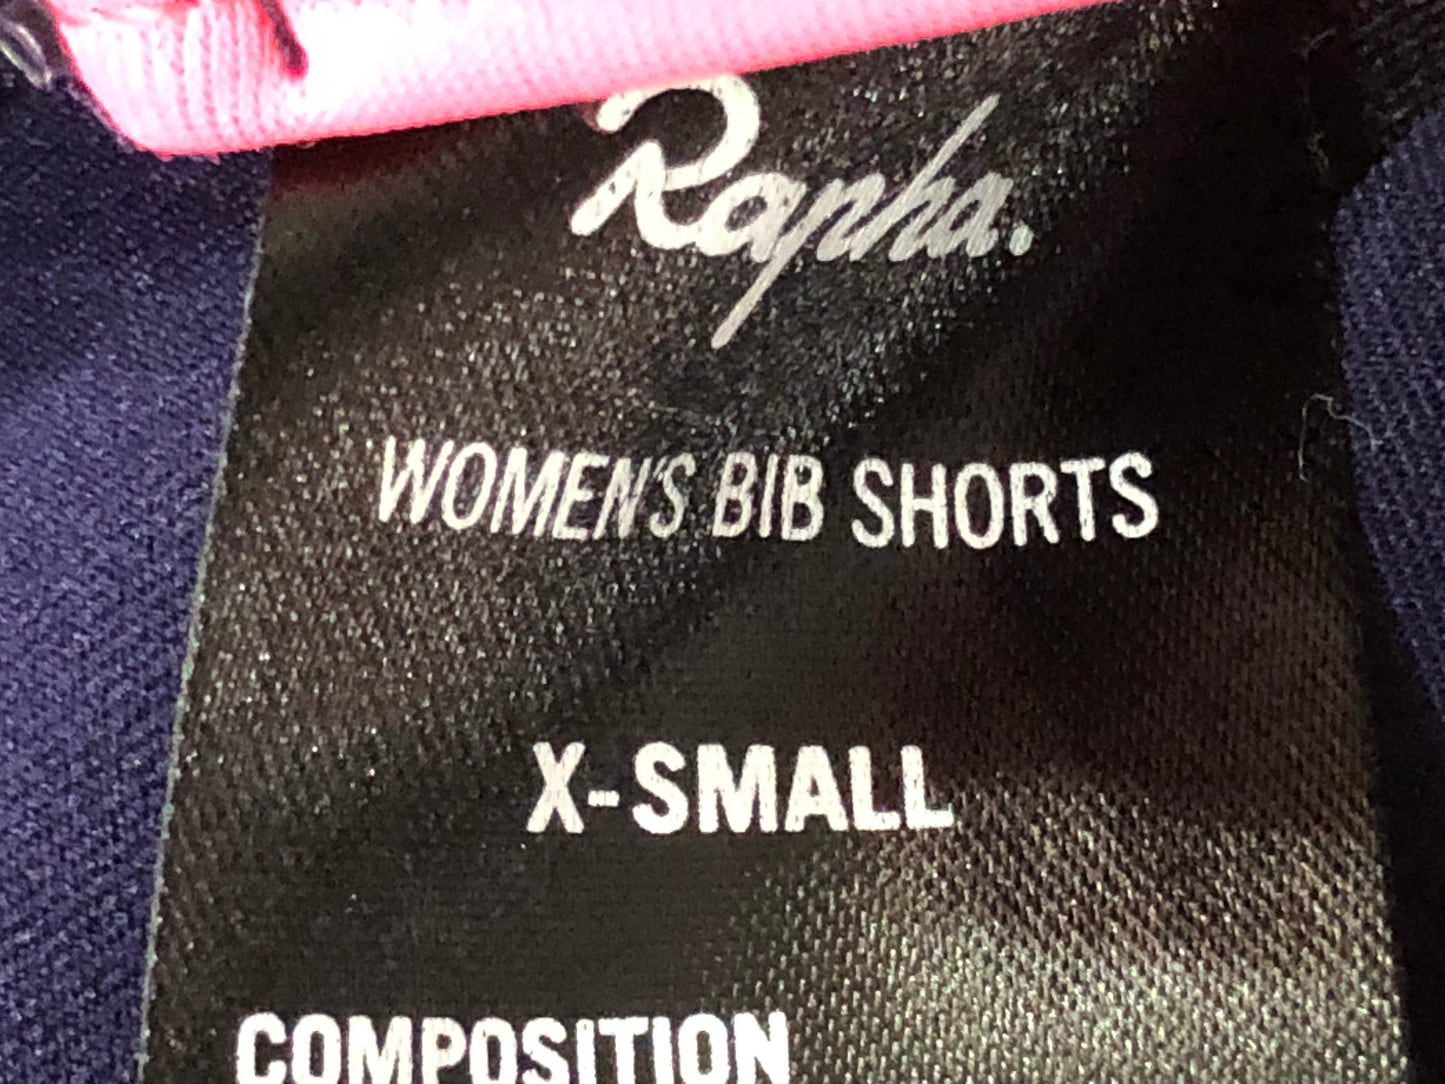 Rapha.
WOMEN'S BIB SHORTS
X-SMALL
COMPOSITION